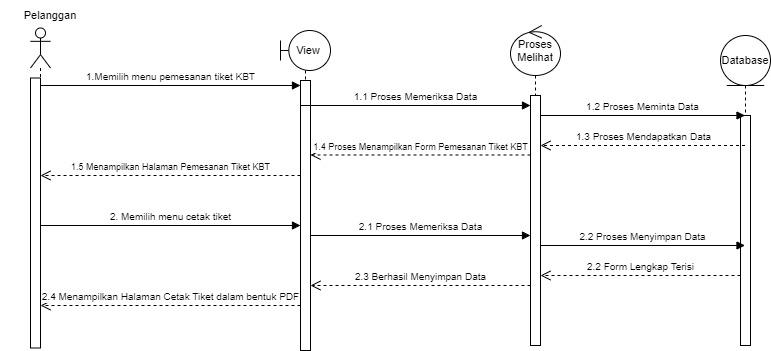 Pelanggan
View
Proses
Melihat
Database
1.Memilih menu pemesanan tiket KBT
1.1 Proses Memeriksa Data
1.2 Proses Meminta Data
1.3 Proses Mendapatkan Data
1.4 Proses Menampilkan Form Pemesanan Tiket KBT
1.5 Menampilkan Halaman Pemesanan Tiket KBT
2. Memilih menu cetak tiket
2.1 Proses Memeriksa Data
2.2 Proses Menyimpan Data
2.2 Form Lengkap Terisi
2.3 Berhasil Menyimpan Data
2.4 Menampilkan Halaman Cetak Tiket dalam bentuk PDF